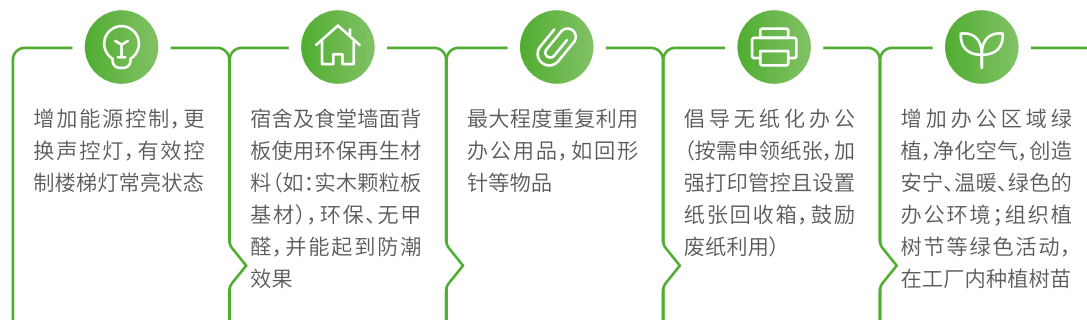 增加能源控制，更
换声控灯，有效控
制楼梯灯常亮状态
宿舍及食堂墙面背
板使用环保再生材
料（如：实木颗粒板
基材），环保、无甲
醛，并能起到防潮
效果
最大程度重复利用
办公用品，如回形
针等物品
倡导无纸化办公
（按需申领纸张，加
强打印管控且设置
纸张回收箱，鼓励
废纸利用）
增加办公区域绿
植，净化空气，创造
安宁、温暖、绿色的
办公环境；组织植
树节等绿色活动，
在工厂内种植树苗